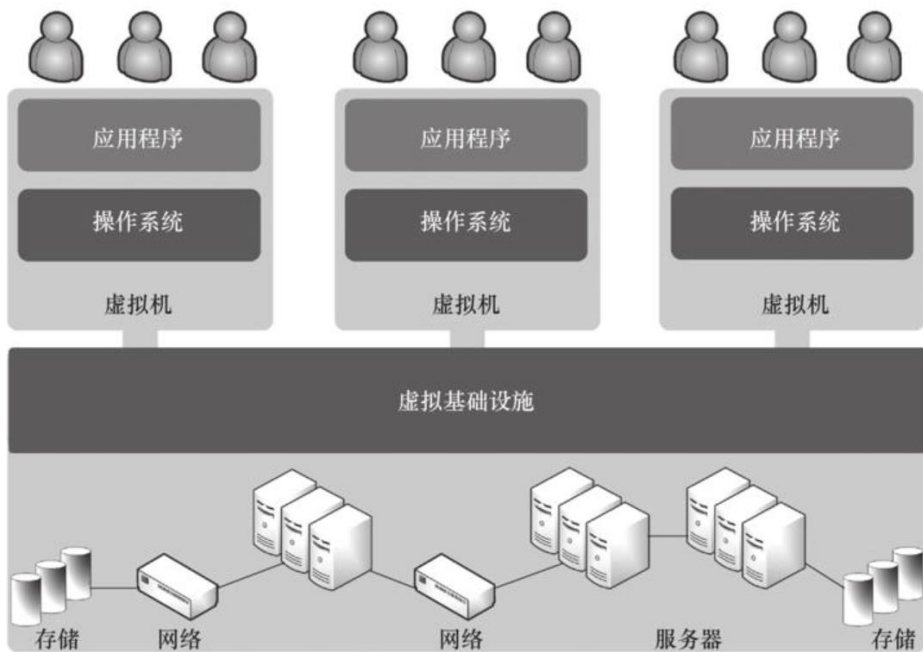 应用程序
应用程序
应用程序
操作系统
操作系统
操作系统
虚拟机
虚拟机
虚拟机
虚拟基础设施
存储
网络
网络
服务器
存储